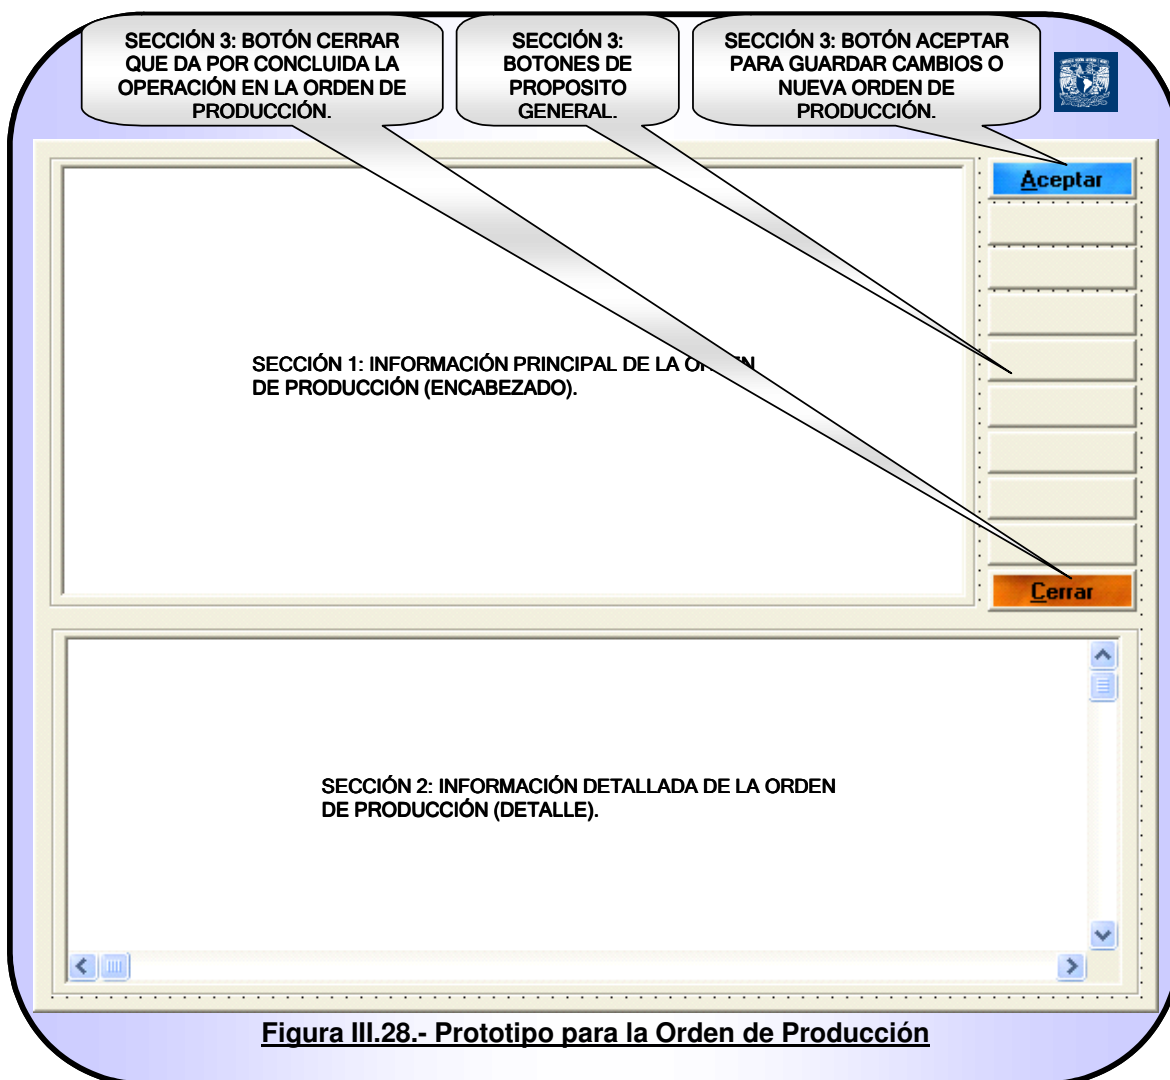 SECCIÓN 3: BOTÓN CERRAR
QUE DA POR CONCLUIDA LA
OPERACIÓN EN LA ORDEN DE
PRODUCCIÓN.
SECCIÓN 3:
BOTONES DE
PROPOSITO
GENERAL.
SECCIÓN 3: BOTÓN ACEPTAR
PARA GUARDAR CAMBIOS O
NUEVA ORDEN DE
PRODUCCIÓN.
Aceptar
SECCIÓN 1: INFORMACIÓN PRINCIPAL DE LA
DE PRODUCCIÓN (ENCABEZADO).
Cerrar
SECCIÓN 2: INFORMACIÓN DETALLADA DE LA ORDEN
DE PRODUCCIÓN (DETALLE).
Figura III.28.- Prototipo para la Orden de Producción